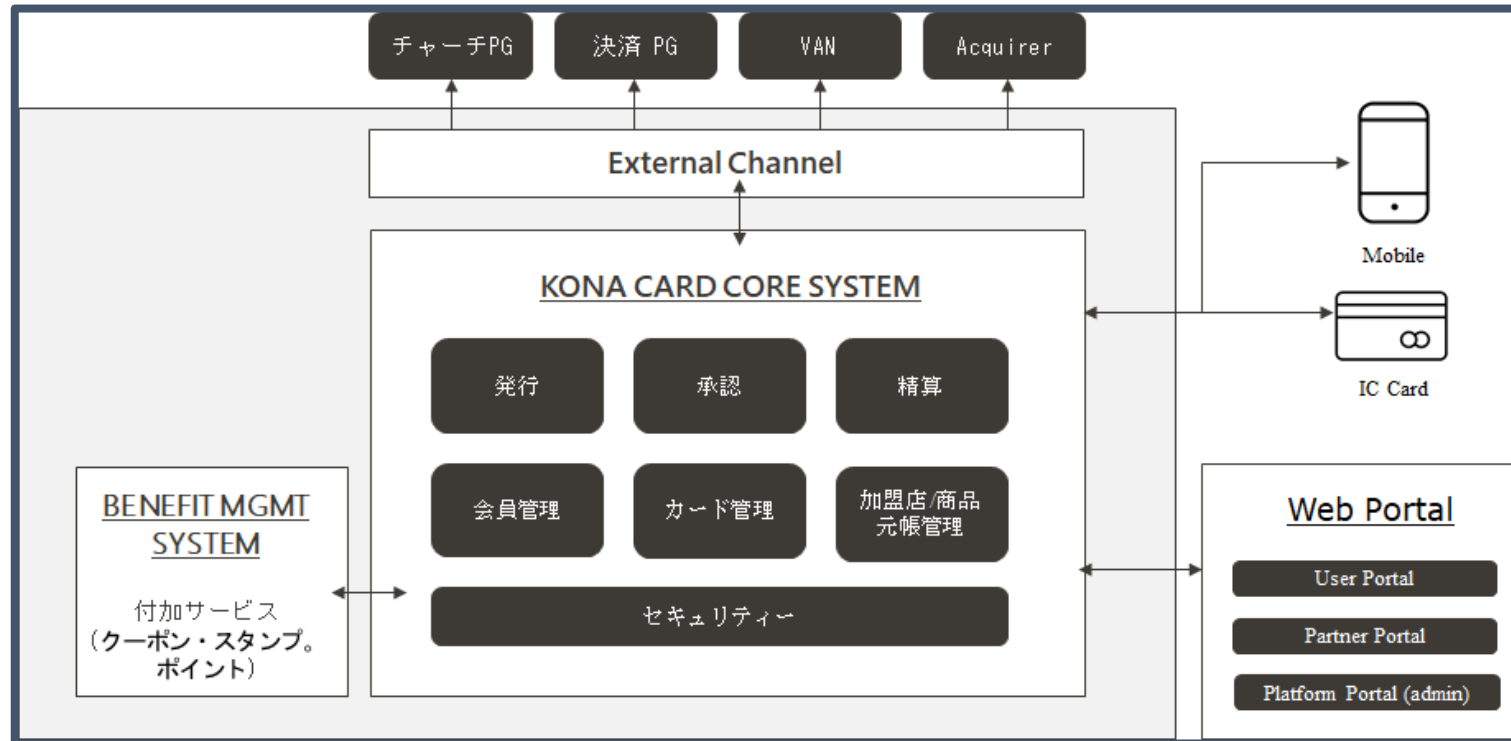 チャーチPG
決済 PG
VAN
Acquirer
External Channel
Mobile
KONA CARD CORE SYSTEM
IC Card
発行
承認
精算
会員管理
カード管理
加盟店/商品
元帳管理
セキュリティー
BENEFIT MGMT
SYSTEM
付加サービス
（クーポン・スタンプ。
ポイント）
Web Portal
User Portal
Partner Portal
Platform Portal (admin)